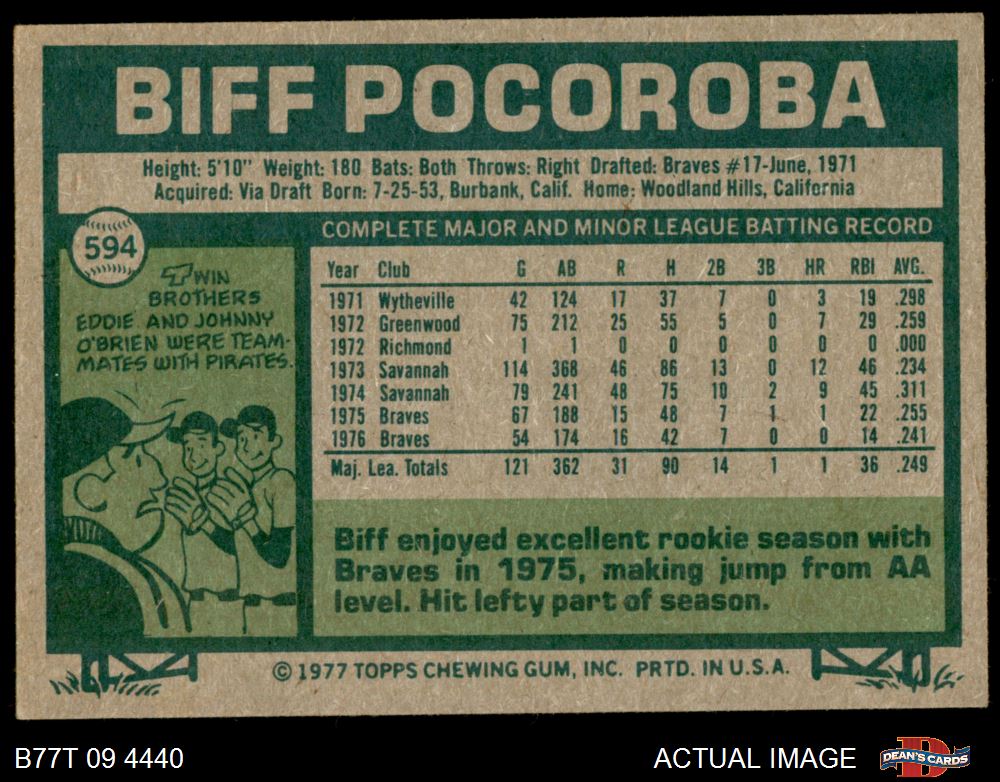 BIFF POCOROBA
Height: 5'10" Weight: 180 Bats: Both Throws: Right Drafted: Braves #17-June, 1971
Acquired: Via Draft Born: 7-25-53, Burbank, Calif. Home: Woodland Hills, California
594
TWIN
BROTHERS
EDDIE AND JOHNNY
O'BRIEN WERE TEAM-
MATES WITH PIRATES.
COMPLETE MAJOR AND MINOR LEAGUE BATTING RECORD
Year Club G AB R H 2B 3B HR RBI AVG.
1971 Wytheville 42 124 17 37 7 0 3 19 .298
1972 Greenwood 75 212 25 55 5 0 7 29 .259
1972 Richmond 1 1 0 0 0 0 0 0 .000
1973 Savannah 114 368 46 86 13 0 12 46 .234
1974 Savannah 79 241 48 75 10 2 9 45 .311
1975 Braves 67 188 15 48 7 1 1 22 .255
1976 Braves 54 174 16 42 7 0 0 14 .241
Maj. Lea. Totals 121 362 31 90 14 1 1 36 .249
Biff enjoyed excellent rookie season with
Braves in 1975, making jump from AA
level. Hit lefty part of season.
© 1977 TOPPS CHEWING GUM, INC. PRTD. IN U.S.A.
B77T 09 4440
ACTUAL IMAGE
DEAN'S CARDS